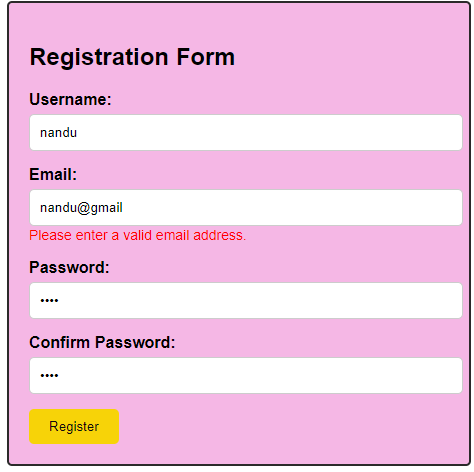 Registration Form
Username:
nandu
Email:
nandu@gmail
Please enter a valid email address.
Password:
••••
Confirm Password:
••••
Register